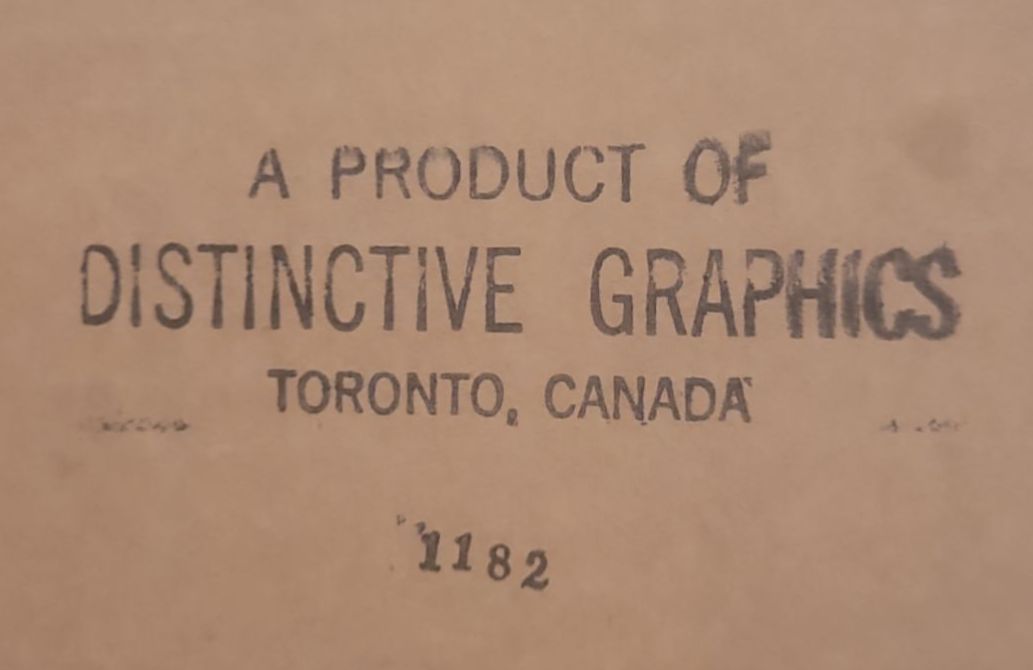 A PRODUCT OF
DISTINCTIVE GRAPHICS
TORONTO, CANADA
1182